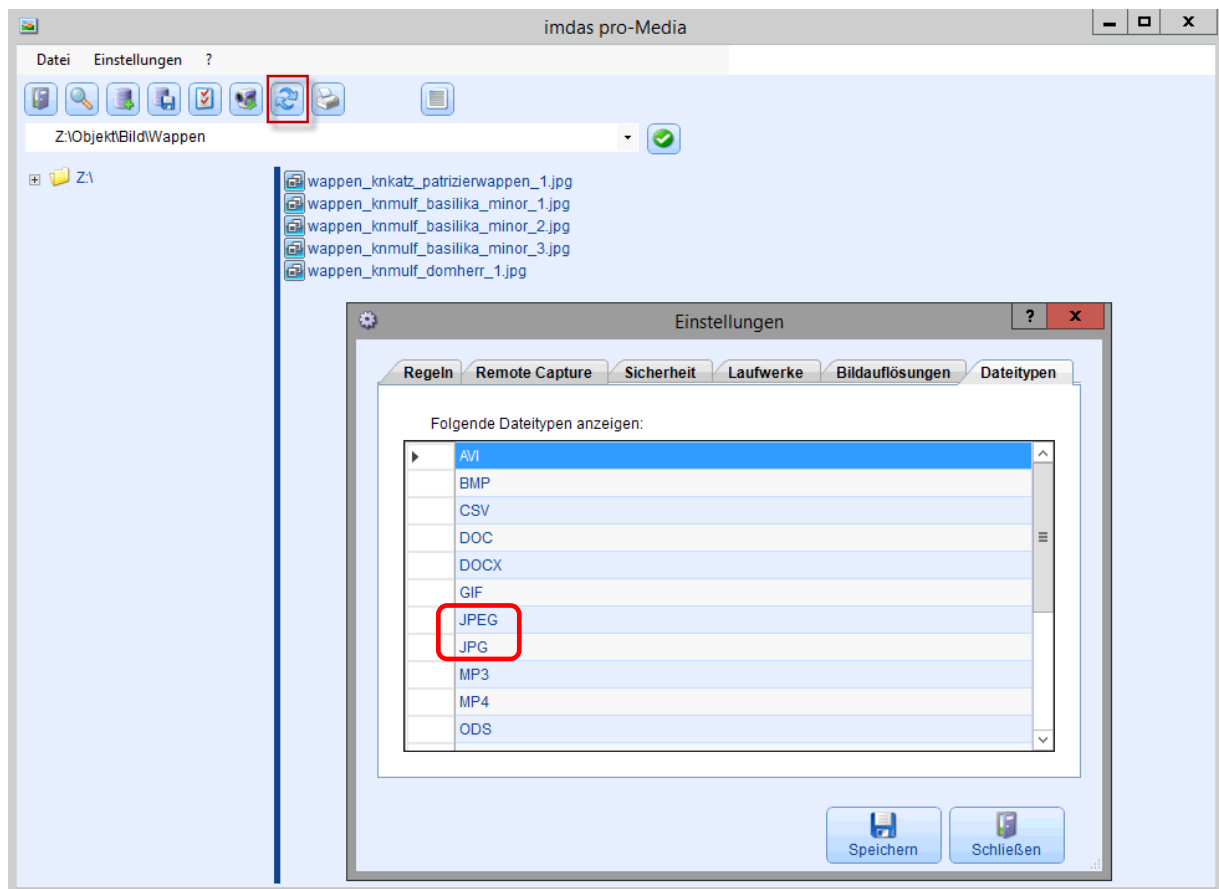 imdas pro-Media
Datei Einstellungen ?
Z:\Objekt\Bild\Wappen
Z:\
wappen_knkatz_patrizierwappen_1.jpg
wappen_knmulf_basilika_minor_1.jpg
wappen_knmulf_basilika_minor_2.jpg
wappen_knmulf_basilika_minor_3.jpg
wappen_knmulf_domherr_1.jpg
Einstellungen ? x
Regeln Remote Capture Sicherheit Laufwerke Bildauflösungen Dateitypen
Folgende Dateitypen anzeigen:
AVI
BMP
CSV
DOC
DOCX
GIF
JPEG
JPG
MP3
MP4
ODS
Speichern Schließen